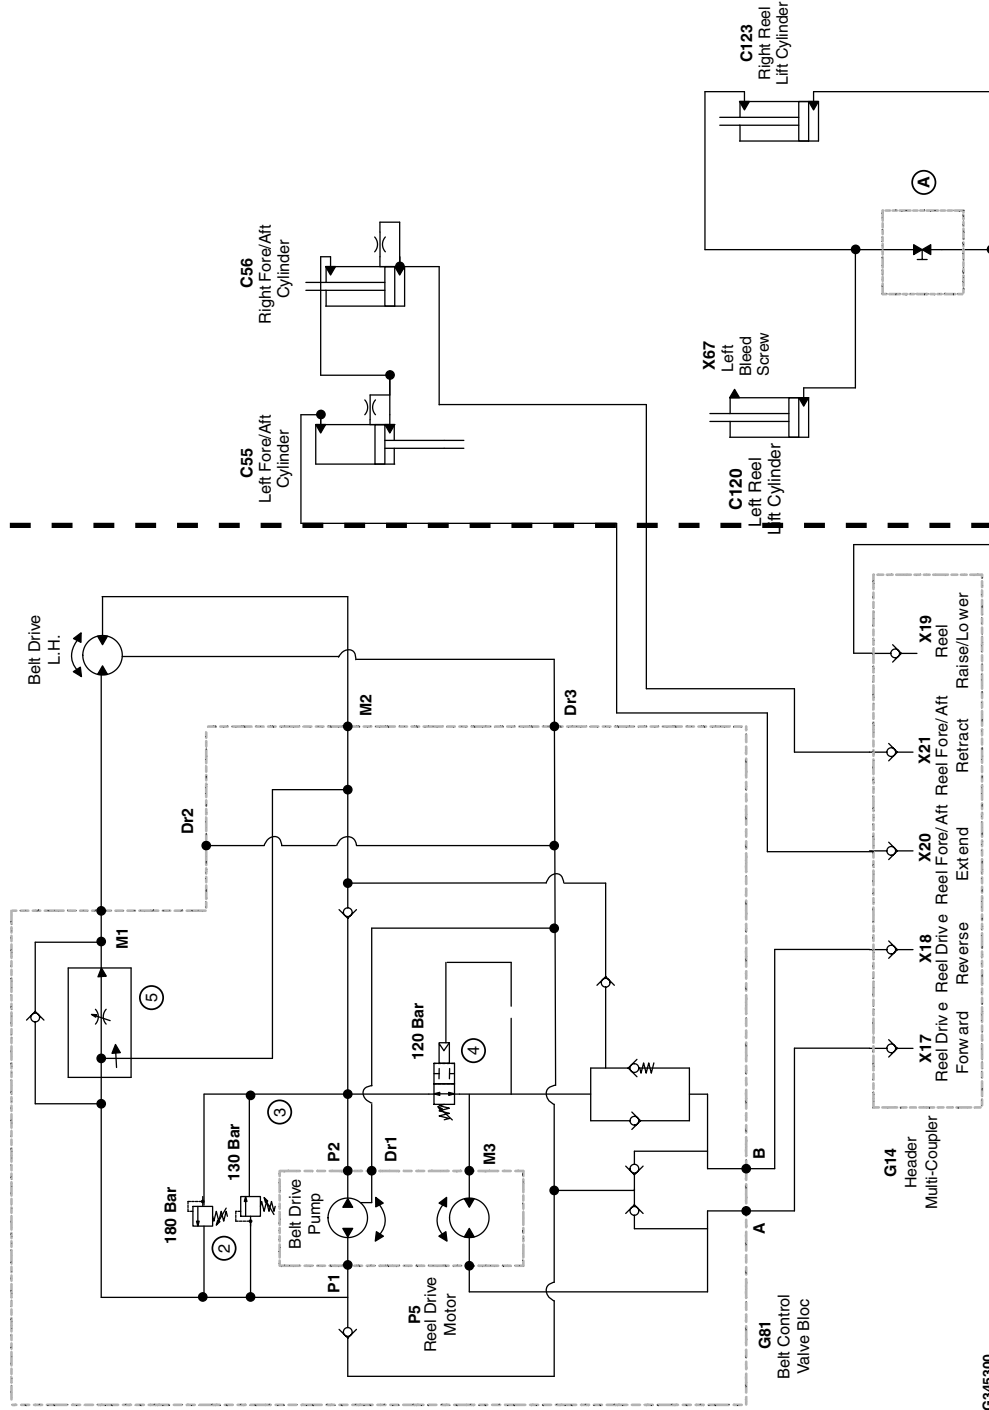 C123
Right Reel
Lift Cylinder
C56
Right Fore/Aft
Cylinder
C55
Left Fore/Aft
Cylinder
X67
Left
Bleed
Screw
C120
Left Reel
Lift Cylinder
A
Belt Drive
L.H.
M2
Dr3
Dr2
M1
5
120 Bar
4
3
130 Bar
180 Bar
2
P2
Dr1
M3
Belt Drive
Pump
P1
P5
Reel Drive
Motor
B
A
G81
Belt Control
Valve Bloc
G14
Header
Multi-Coupler
X17
Reel Drive
Forward
X18
Reel Drive
Reverse
X20
Reel Fore/Aft
Extend
X21
Reel Fore/Aft
Retract
X19
Reel
Raise/Lower
G345300